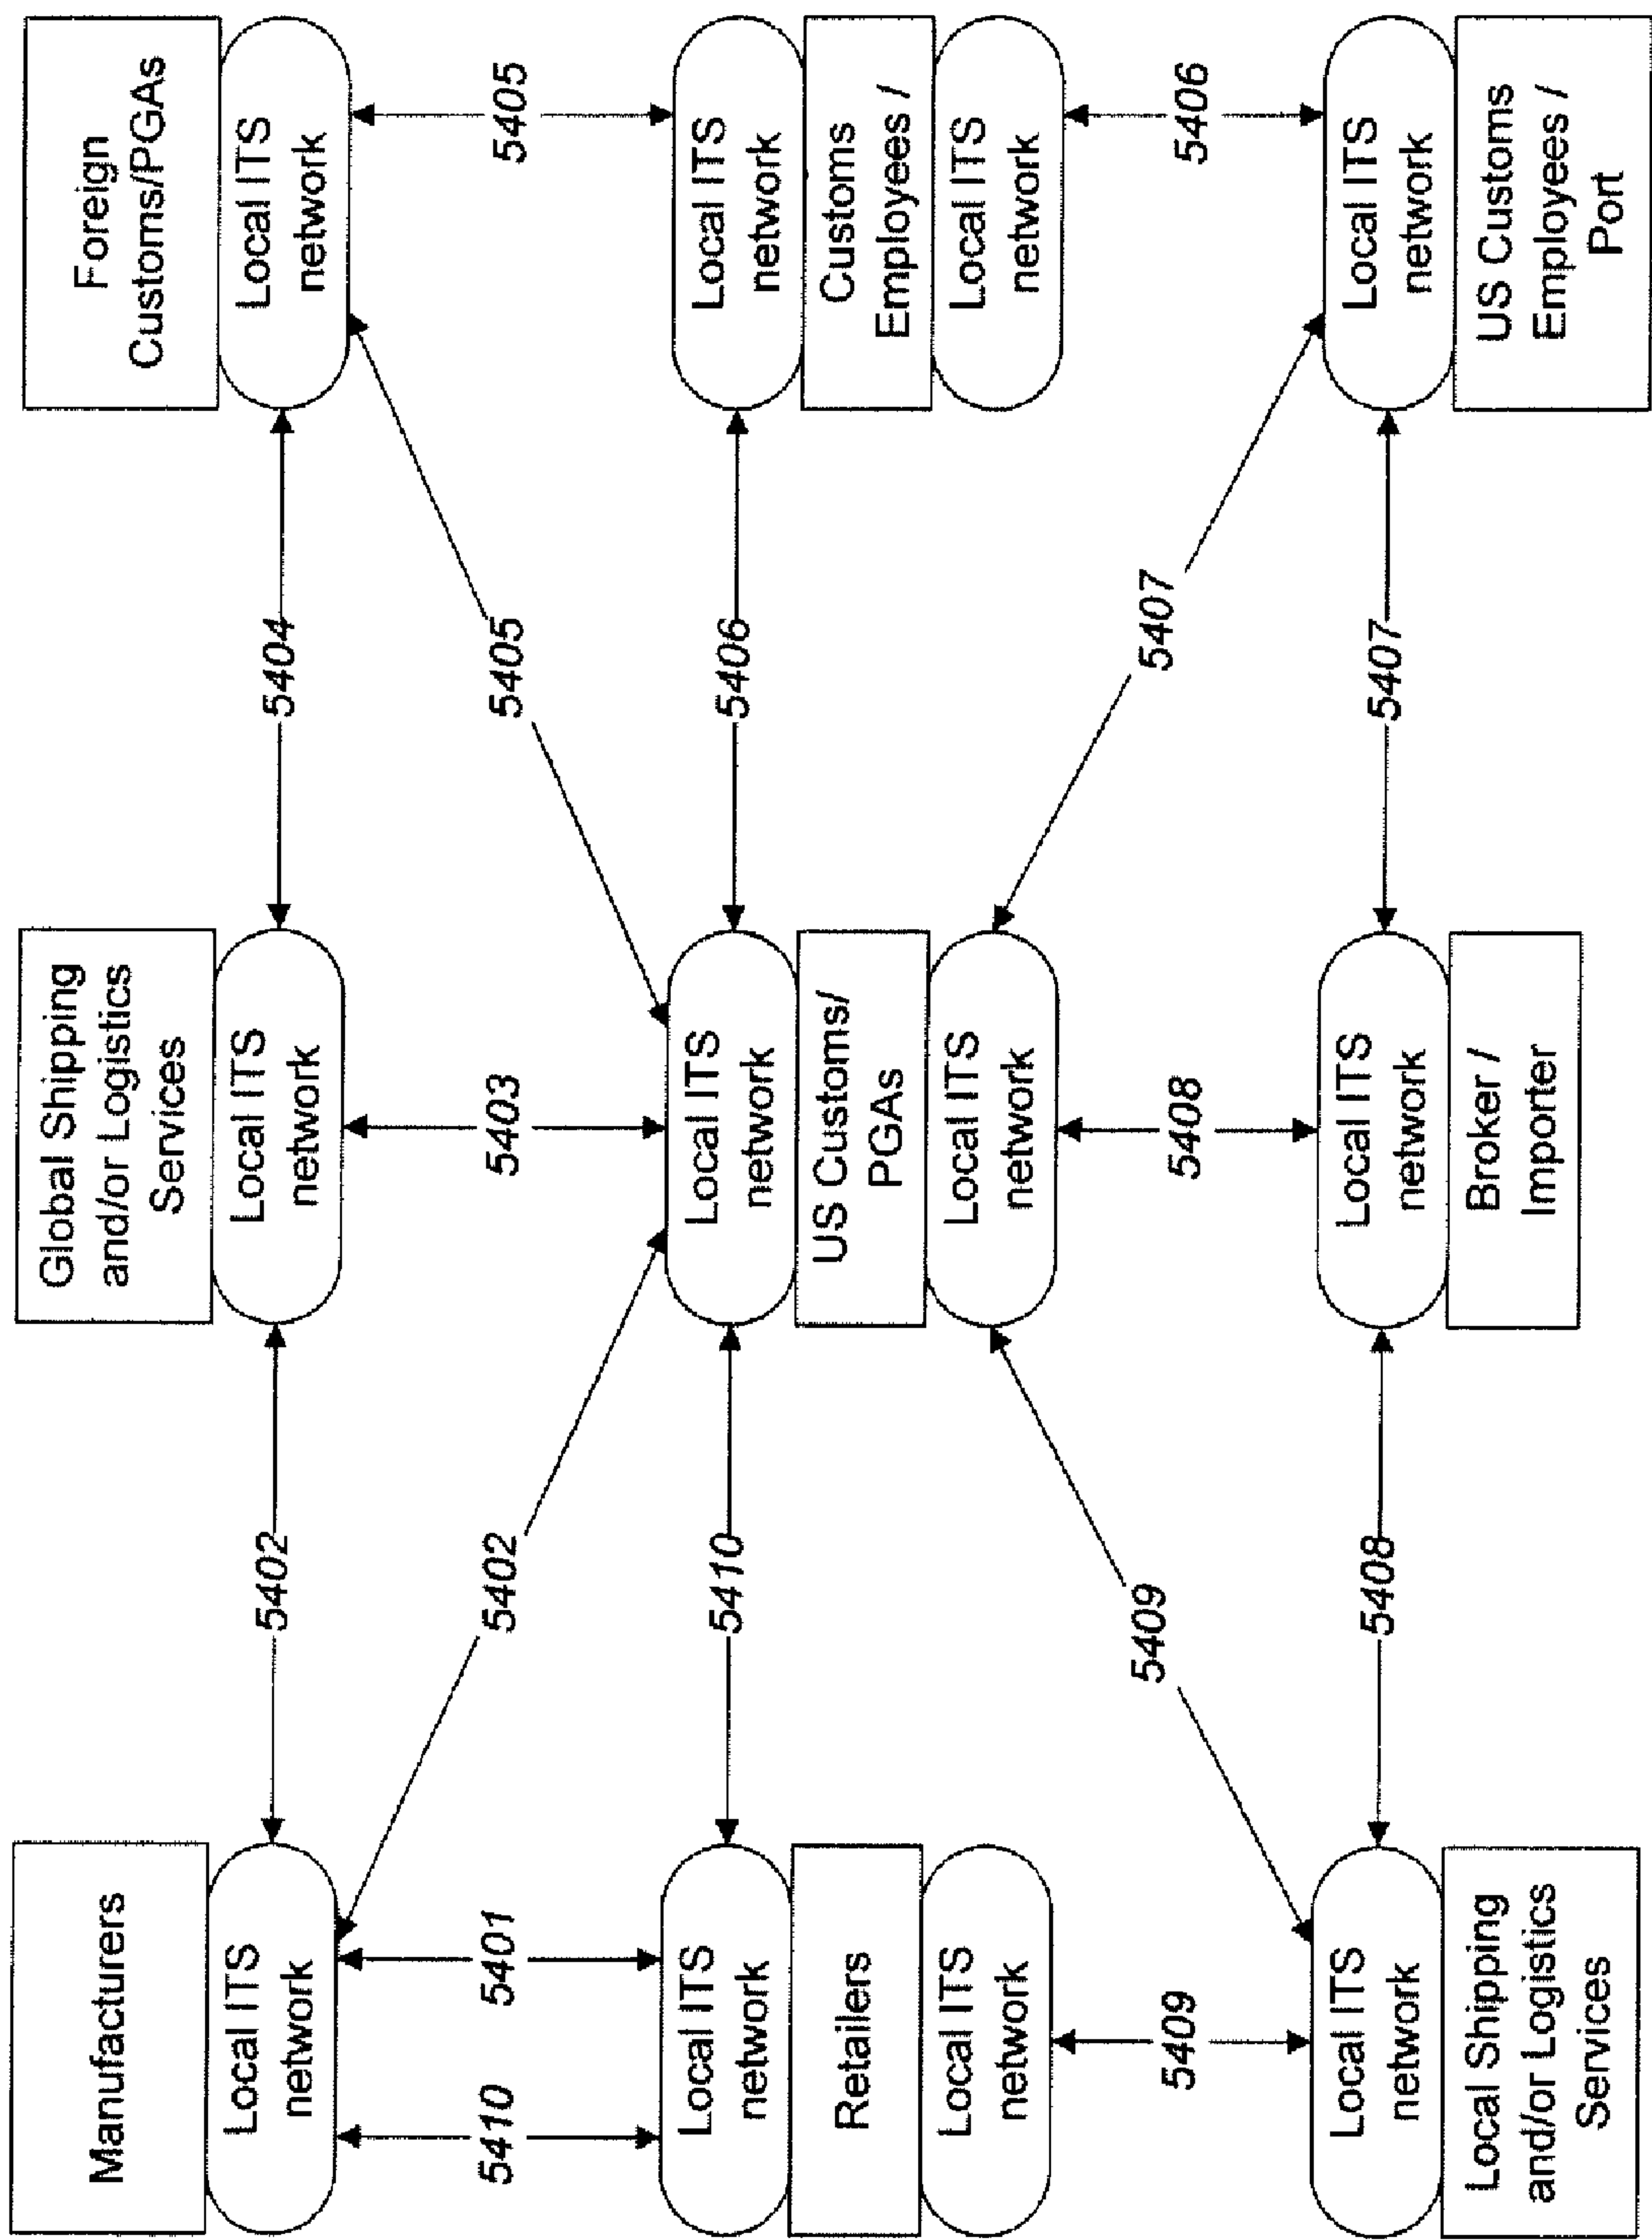 Manufacturers
Local ITS
network
Global Shipping
and/or Logistics
Services
Local ITS
network
Foreign
Customs/PGAs
Local ITS
network
5402
5404
5410
5401
5402
5403
5405
5405
Local ITS
network
Retailers
Local ITS
network
5410
Local ITS
network
US Customs/
PGAs
Local ITS
network
5406
Local ITS
network
Customs
Employees /
Local ITS
network
5409
5409
5408
5407
5406
Local ITS
network
Local Shipping
and/or Logistics
Services
5408
Local ITS
network
Broker /
Importer
5407
Local ITS
network
US Customs
Employees /
Port